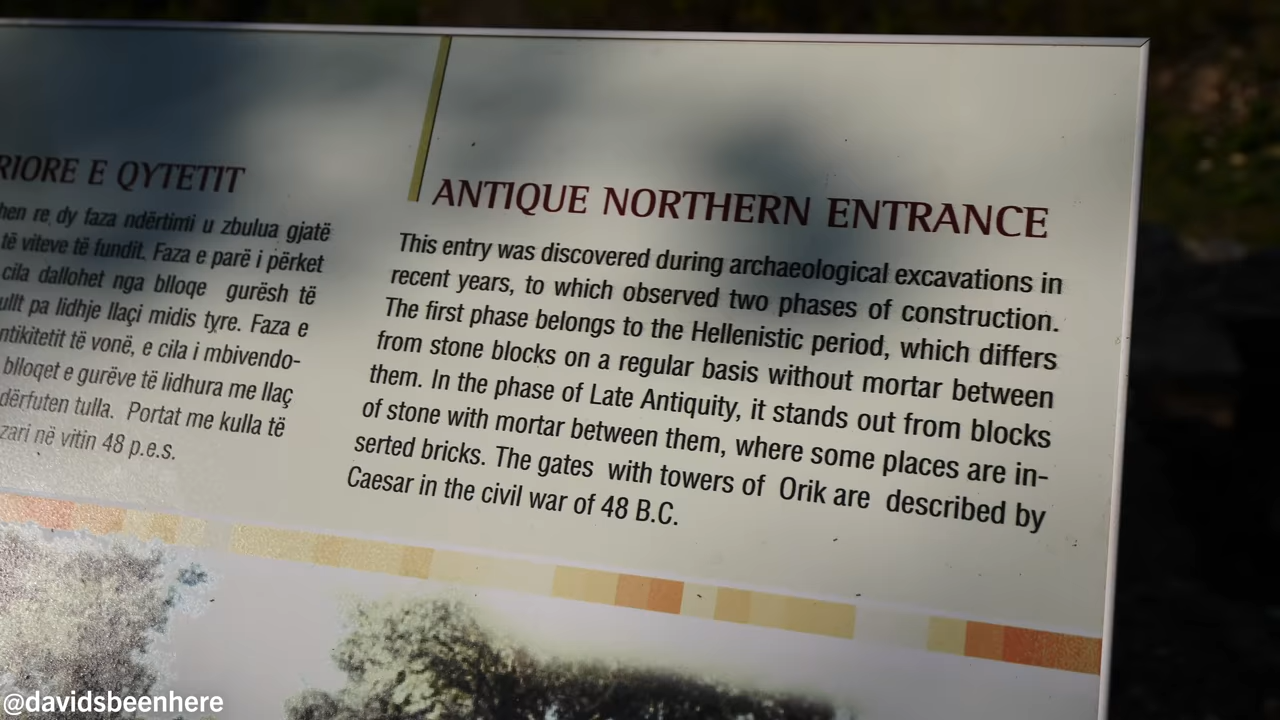 RIORE E QYTETIT
hen re dy faza ndërtimi u zbulua gjatë
të viteve të fundit. Faza e parë i përket
cila dallohet nga blloqe gurësh të
ullt pa lidhje llaçi midis tyre. Faza e
ntikitetit të vonë, e cila i mbivendo-
blloqet e gurëve të lidhura me llaç
dërfuten tulla. Portat me kulla të
zari në vitin 48 p.e.s.
ANTIQUE NORTHERN ENTRANCE
This entry was discovered during archaeological excavations in
recent years, to which observed two phases of construction.
The first phase belongs to the Hellenistic period, which differs
from stone blocks on a regular basis without mortar between
them. In the phase of Late Antiquity, it stands out from blocks
of stone with mortar between them, where some places are in-
serted bricks. The gates with towers of Orik are described by
Caesar in the civil war of 48 B.C.
@davidsbeenhere